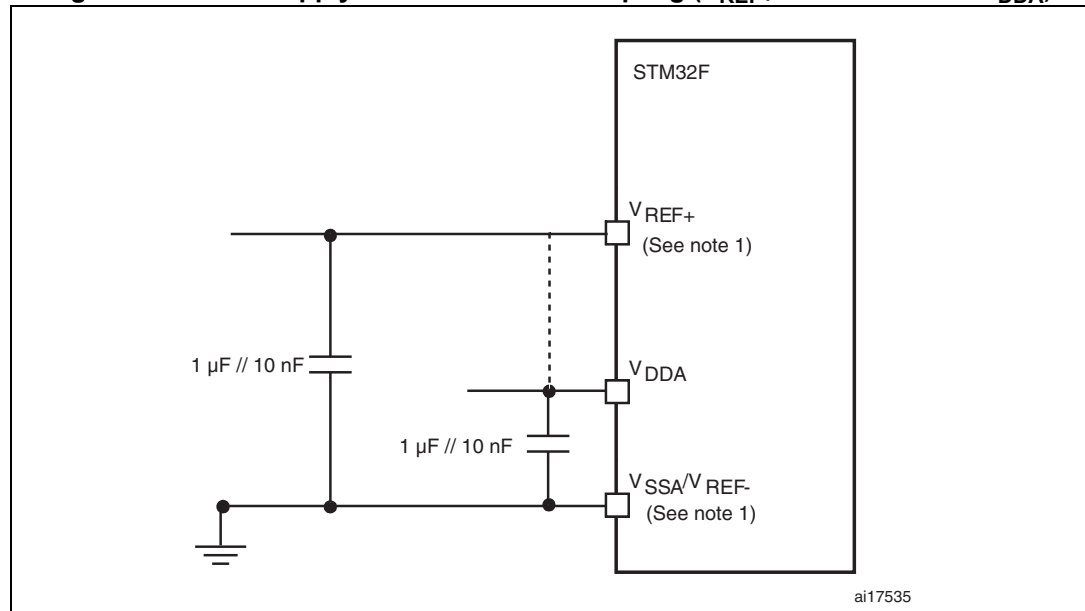 STM32F
VREF+
(See note 1)
1 µF // 10 nF
VDDA
1 µF // 10 nF
VSSA/VREF-
(See note 1)
ai17535